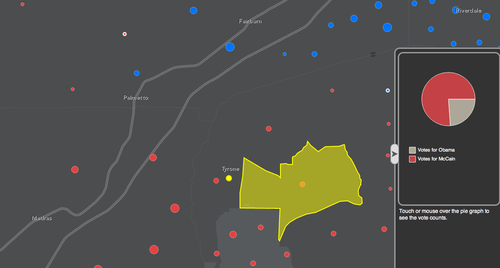 Riverdale
Fairburn
Palmetto
Tyrone
Madras
Votes for Obama
Votes for McCain
Touch or mouse over the pie graph to
see the vote counts.